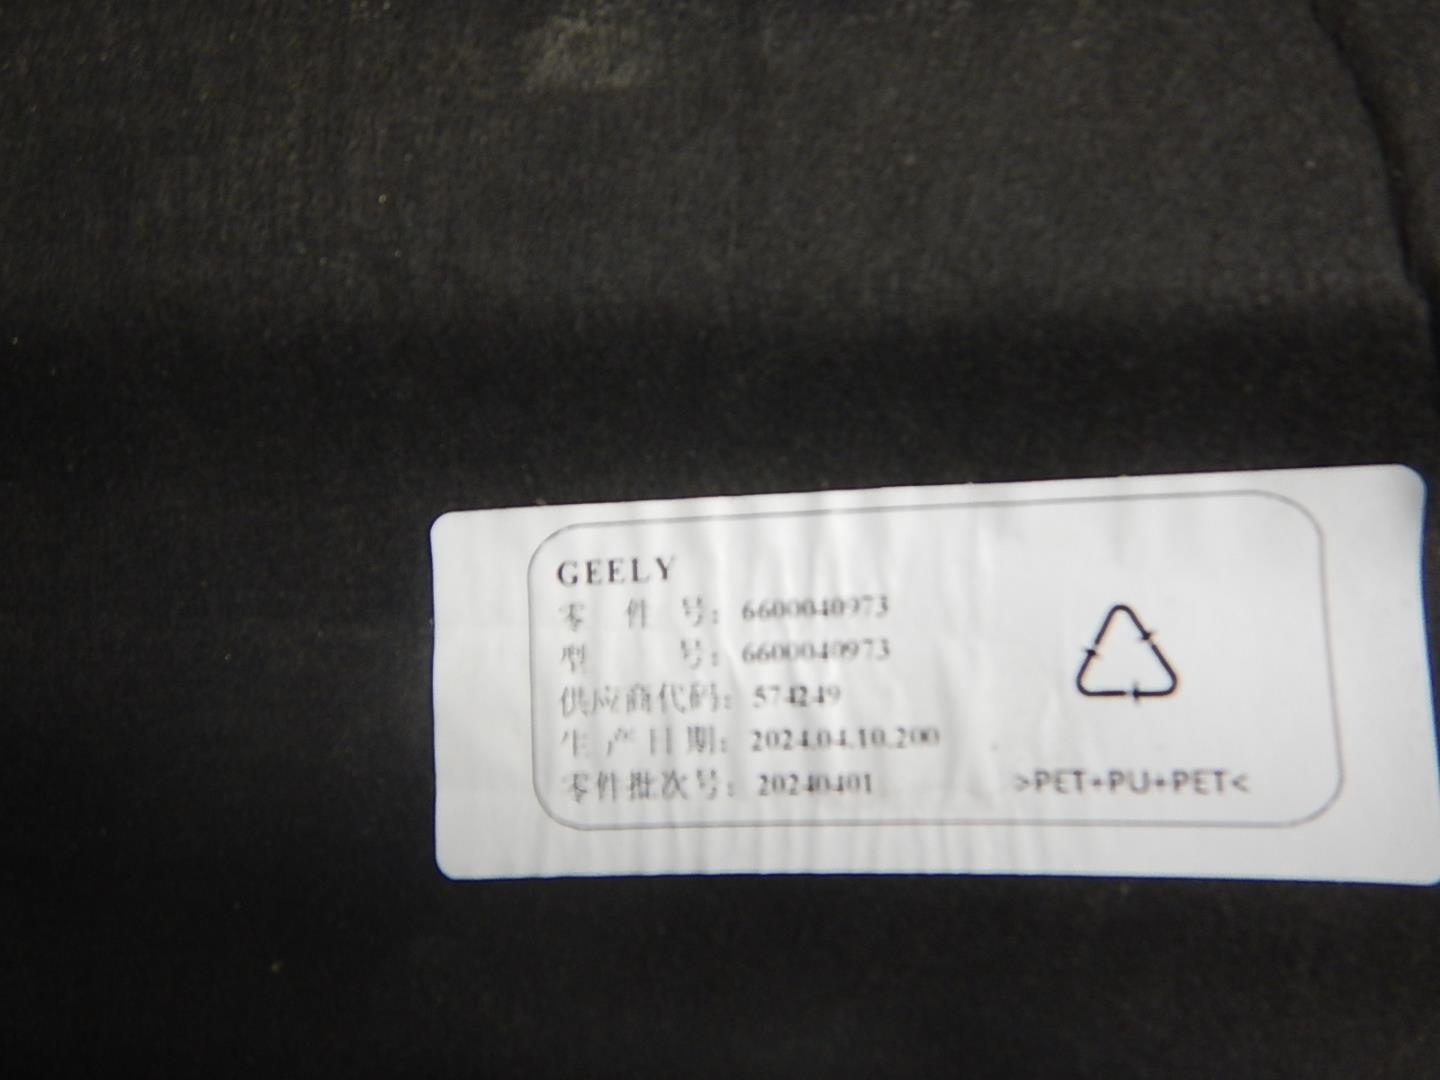 GEELY
零 件 号：6600040973
型 号：6600040973
供应商代码：574249
生 产 日 期：2024.04.10.200
零件批次号：20240401
>PET+PU+PET<